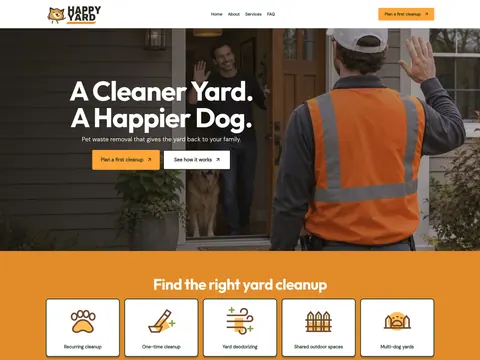 HAPPY
YARD
Home About Services FAQ
Plan a first cleanup
A Cleaner Yard.
A Happier Dog.
Pet waste removal that gives the yard back to your family.
Plan a first cleanup
See how it works
Find the right yard cleanup
Recurring cleanup
One-time cleanup
Yard deodorizing
Shared outdoor spaces
Multi-dog yards